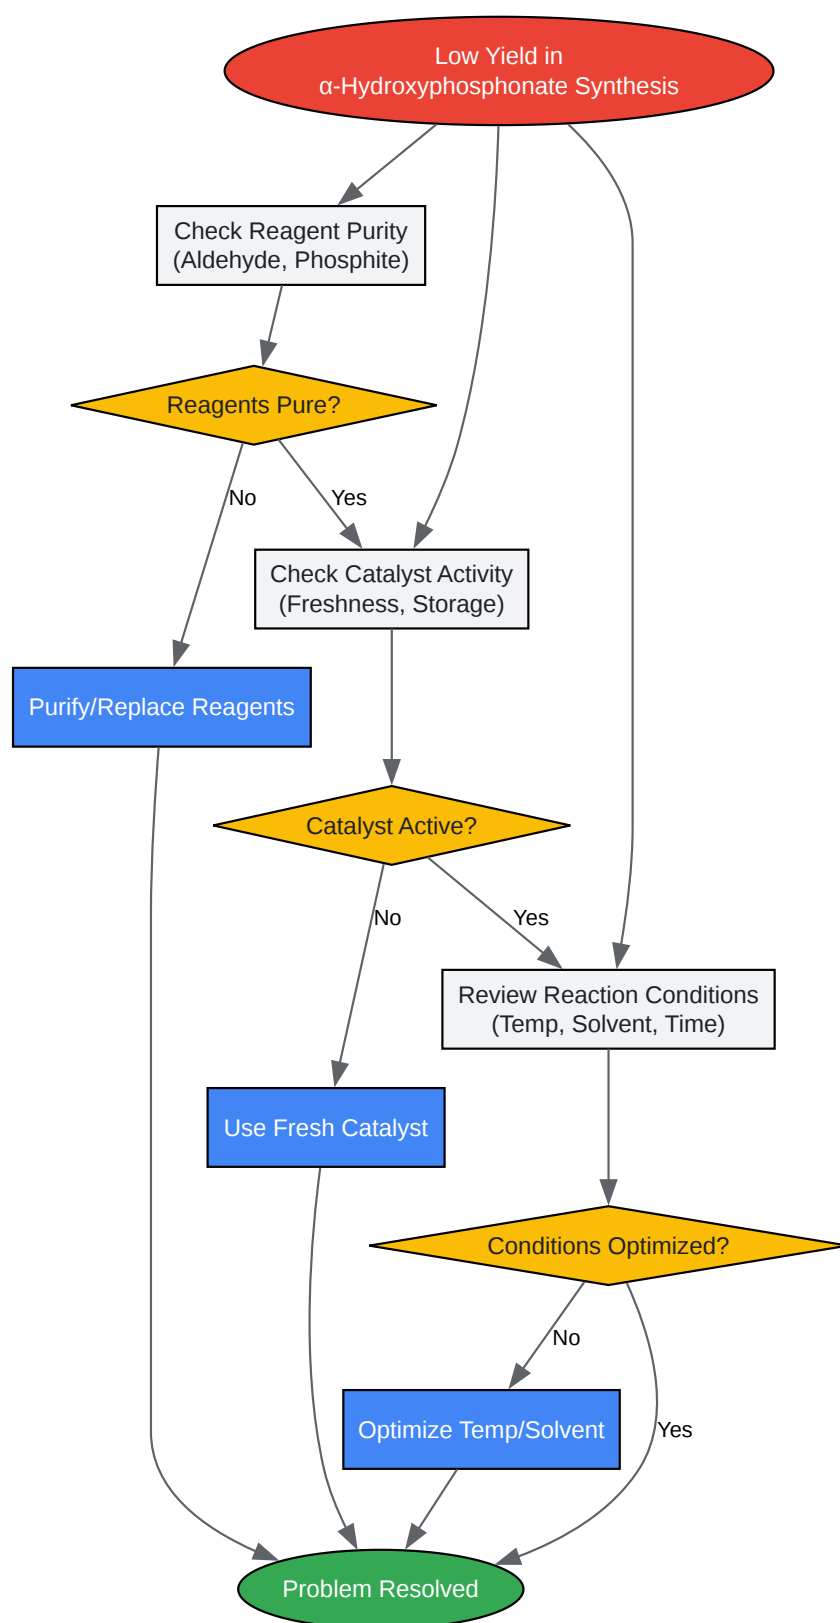 Low Yield in
α-Hydroxyphosphonate Synthesis
Check Reagent Purity
(Aldehyde, Phosphite)
Reagents Pure?
No
Yes
Check Catalyst Activity
(Freshness, Storage)
Purify/Replace Reagents
Catalyst Active?
No
Yes
Review Reaction Conditions
(Temp, Solvent, Time)
Use Fresh Catalyst
Conditions Optimized?
No
Optimize Temp/Solvent
Yes
Problem Resolved